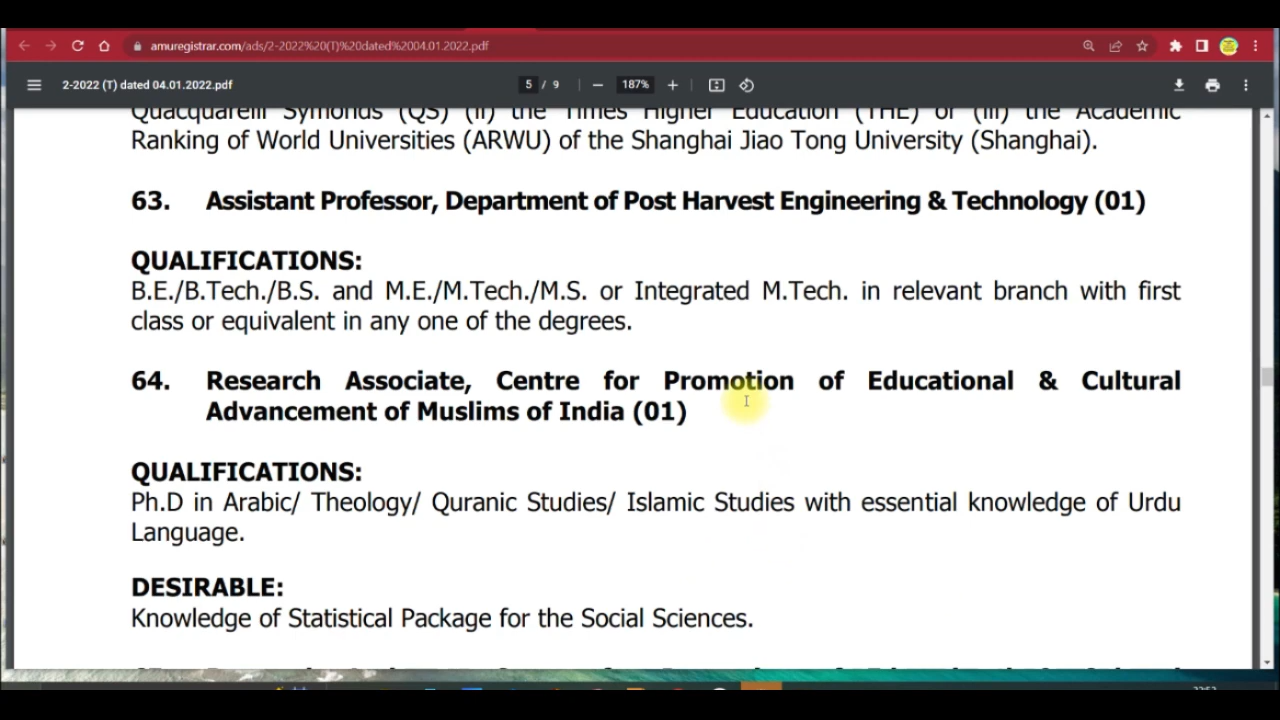 amuregistrar.com/ads/2-2022%20(T)%20dated%2004.01.2022.pdf
2-2022 (T) dated 04.01.2022.pdf
5 / 9
187%
Quacquarelli Symonds (QS) (ii) the Times Higher Education (THE) or (iii) the Academic
Ranking of World Universities (ARWU) of the Shanghai Jiao Tong University (Shanghai).
63. Assistant Professor, Department of Post Harvest Engineering & Technology (01)
QUALIFICATIONS:
B.E./B.Tech./B.S. and M.E./M.Tech./M.S. or Integrated M.Tech. in relevant branch with first
class or equivalent in any one of the degrees.
64. Research Associate, Centre for Promotion of Educational & Cultural
Advancement of Muslims of India (01)
QUALIFICATIONS:
Ph.D in Arabic/ Theology/ Quranic Studies/ Islamic Studies with essential knowledge of Urdu
Language.
DESIRABLE:
Knowledge of Statistical Package for the Social Sciences.